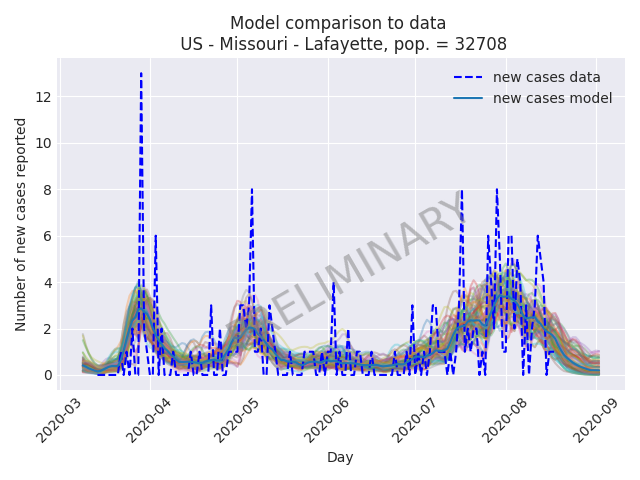 Model comparison to data
US - Missouri - Lafayette, pop. = 32708
new cases data
new cases model
PRELIMINARY
Number of new cases reported
12
10
8
6
4
2
0
2020-03
2020-04
2020-05
2020-06
2020-07
2020-08
2020-09
Day